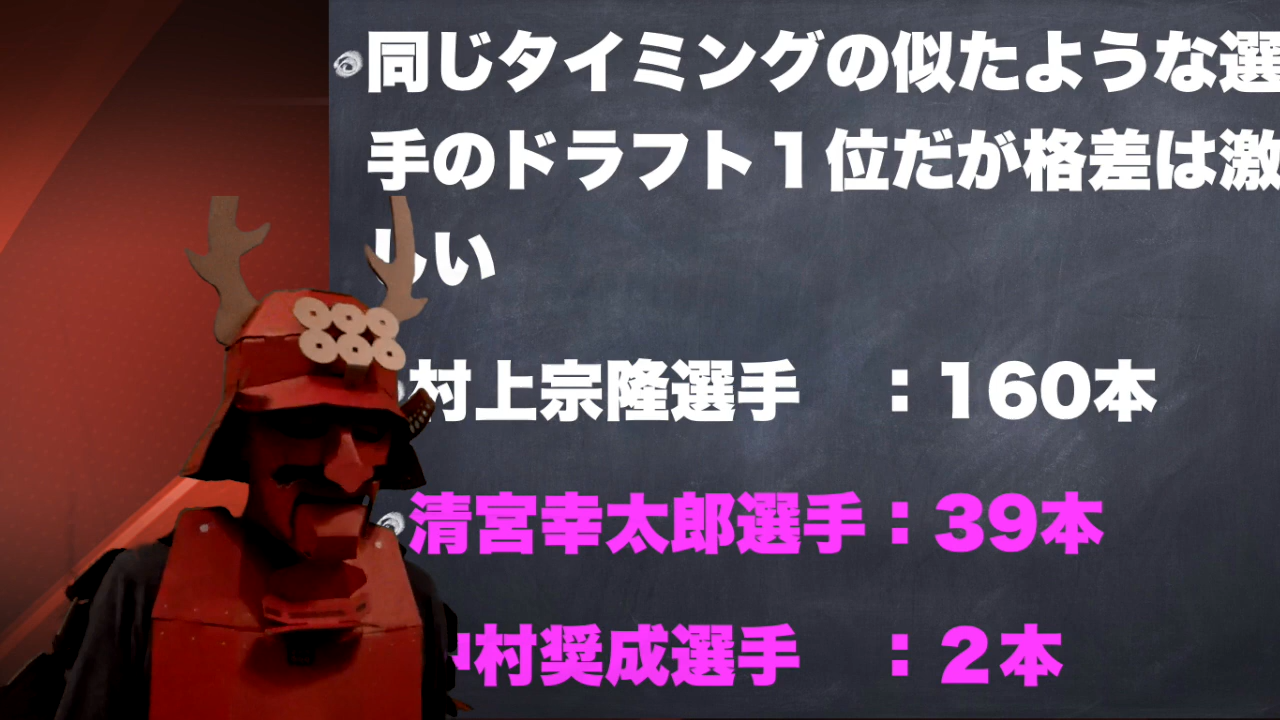 同じタイミングの似たような選
手のドラフト１位だが格差は激
しい
村上宗隆選手　：160本
清宮幸太郎選手：39本
中村奨成選手　：２本